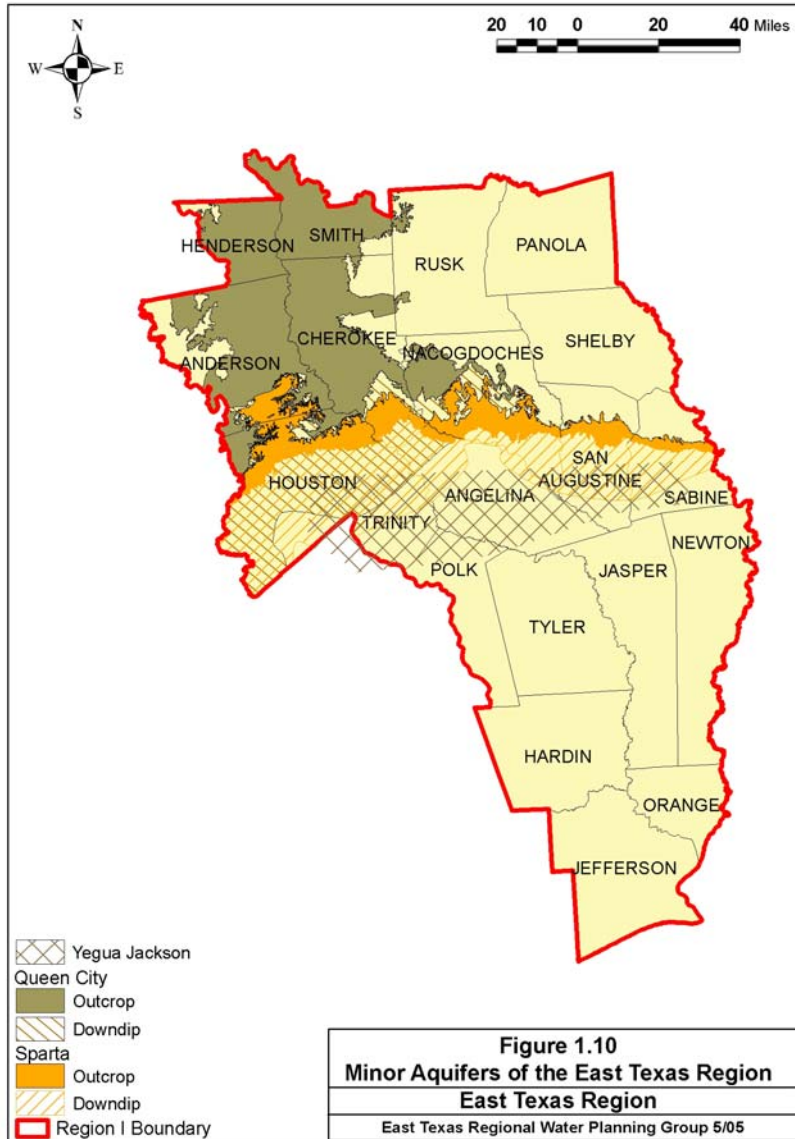 N
W E
S
20 10 0 20 40 Miles
HENDERSON
SMITH
RUSK
PANOLA
ANDERSON
CHEROKEE
NACOGDOCHES
SHELBY
HOUSTON
SAN
AUGUSTINE
ANGELINA
SABINE
TRINITY
NEWTON
POLK
JASPER
TYLER
HARDIN
ORANGE
JEFFERSON
Yegua Jackson
Queen City
Outcrop
Downdip
Sparta
Outcrop
Downdip
Region I Boundary
Figure 1.10
Minor Aquifers of the East Texas Region
East Texas Region
East Texas Regional Water Planning Group 5/05